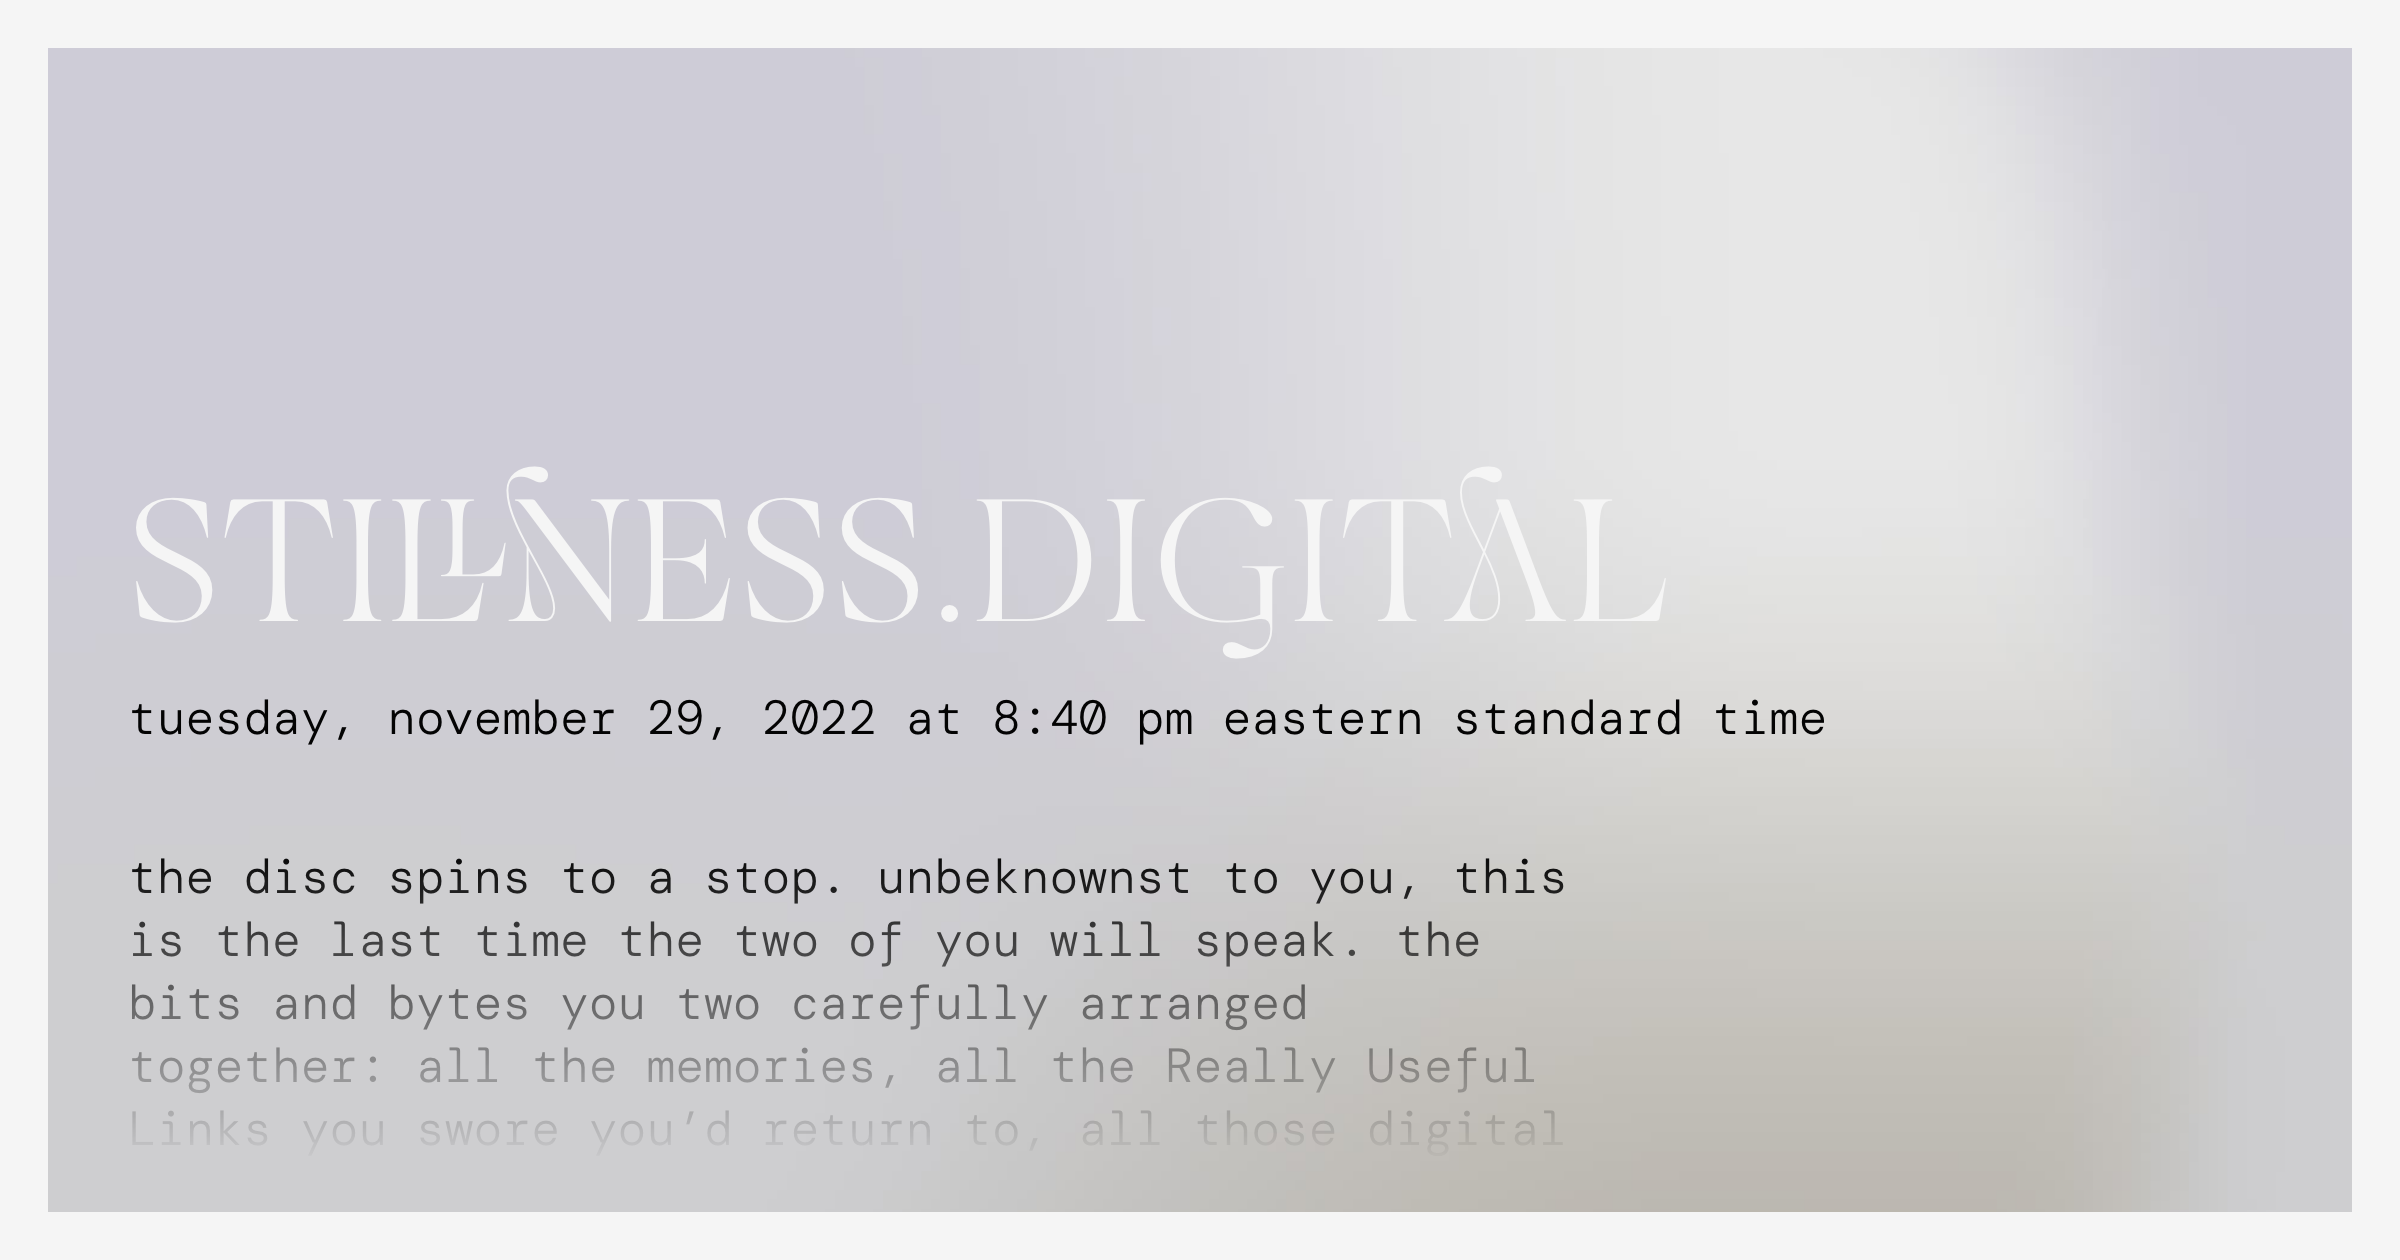 STILLNESS.DIGITAL
tuesday, november 29, 2022 at 8:40 pm eastern standard time
the disc spins to a stop. unbeknownst to you, this
is the last time the two of you will speak. the
bits and bytes you two carefully arranged
together: all the memories, all the Really Useful
Links you swore you’d return to, all those digital